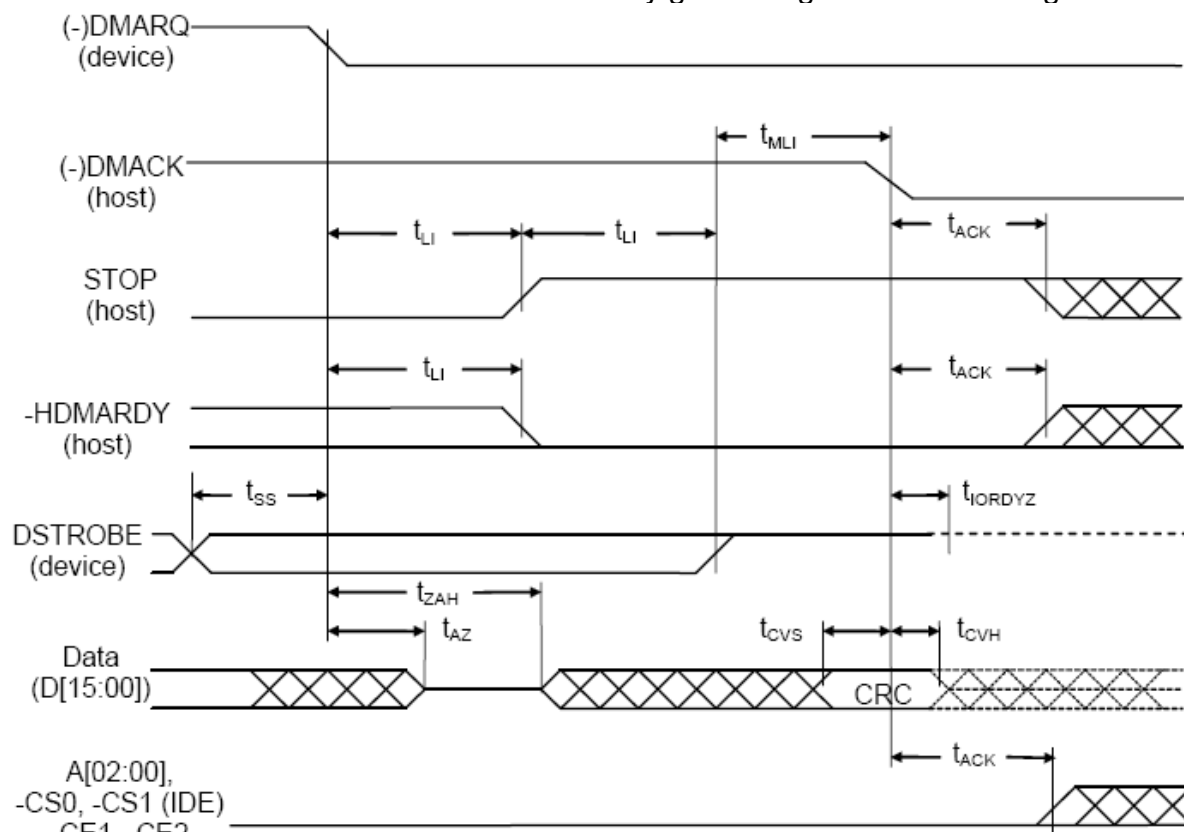 (-)DMARQ
(device)
tMLI
(-)DMACK
(host)
tLI
tLI
tACK
STOP
(host)
tLI
tACK
-HDMARDY
(host)
tSS
tIORDYZ
DSTROBE
(device)
tZAH
tAZ
tCVS
tCVH
Data
(D[15:00])
CRC
tACK
A[02:00],
-CS0, -CS1 (IDE)